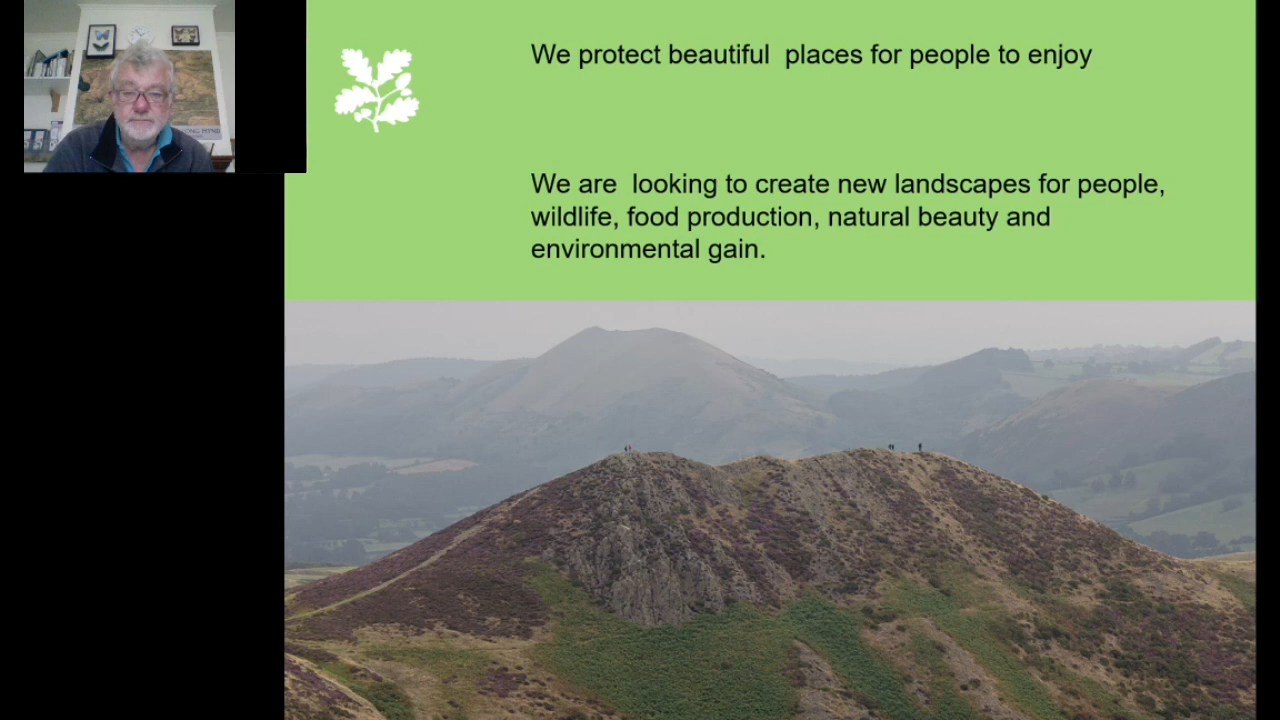 We protect beautiful  places for people to enjoy
We are  looking to create new landscapes for people,
wildlife, food production, natural beauty and
environmental gain.